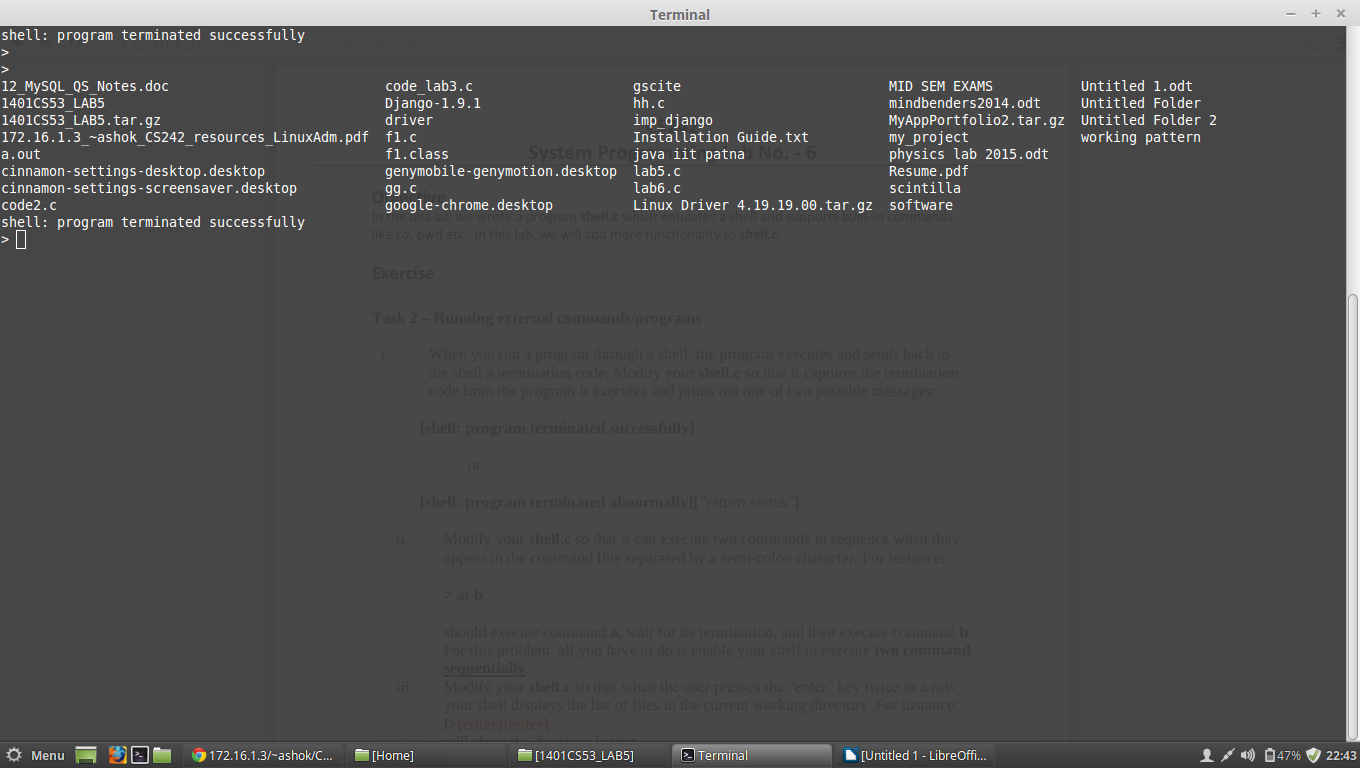 Terminal
shell: program terminated successfully
>
>
12_MySQL_QS_Notes.doc code_lab3.c gscite MID SEM EXAMS Untitled 1.odt
1401CS53_LAB5 Django-1.9.1 hh.c mindbenders2014.odt Untitled Folder
1401CS53_LAB5.tar.gz driver imp_django MyAppPortfolio2.tar.gz Untitled Folder 2
172.16.1.3_~ashok_CS242_resources_LinuxAdm.pdf f1.c Installation Guide.txt my_project working pattern
a.out f1.class java iit patna physics lab 2015.odt
cinnamon-settings-desktop.desktop genymobile-genymotion.desktop lab5.c Resume.pdf
cinnamon-settings-screensaver.desktop gg.c lab6.c scintilla
code2.c google-chrome.desktop Linux Driver 4.19.19.00.tar.gz software
shell: program terminated successfully
>
System Lab No. - 6
In the last lab we wrote a program shell.c which emulates a shell and supports built-in commands
like cd, pwd etc. In this lab, we will add more functionality to shell.c.
Exercise
Task 2 – Running external commands/programs
i. When you run a program through a shell, the program executes and sends back to
the shell a termination code. Modify your shell.c so that it captures the termination
code from the program it executes and prints out one of two possible messages:
[shell: program terminated successfully]
or
[shell: program terminated abnormally]["return status"]
ii. Modify your shell.c so that it can execute two commands in sequence when they
appear in the command line separated by a semi-colon character. For instance:
> a; b
should execute command a, wait for its termination, and then execute command b.
For this problem, all you have to do is enable your shell to execute two command
sequentially.
iii. Modify your shell.c so that when the user presses the "enter" key twice in a row,
your shell displays the list of files in the current working directory. For instance:
l>[enter][enter]
Menu 172.16.1.3/~ashok/C... [Home] [1401CS53_LAB5] Terminal [Untitled 1 - LibreOffi... 47% 22:43